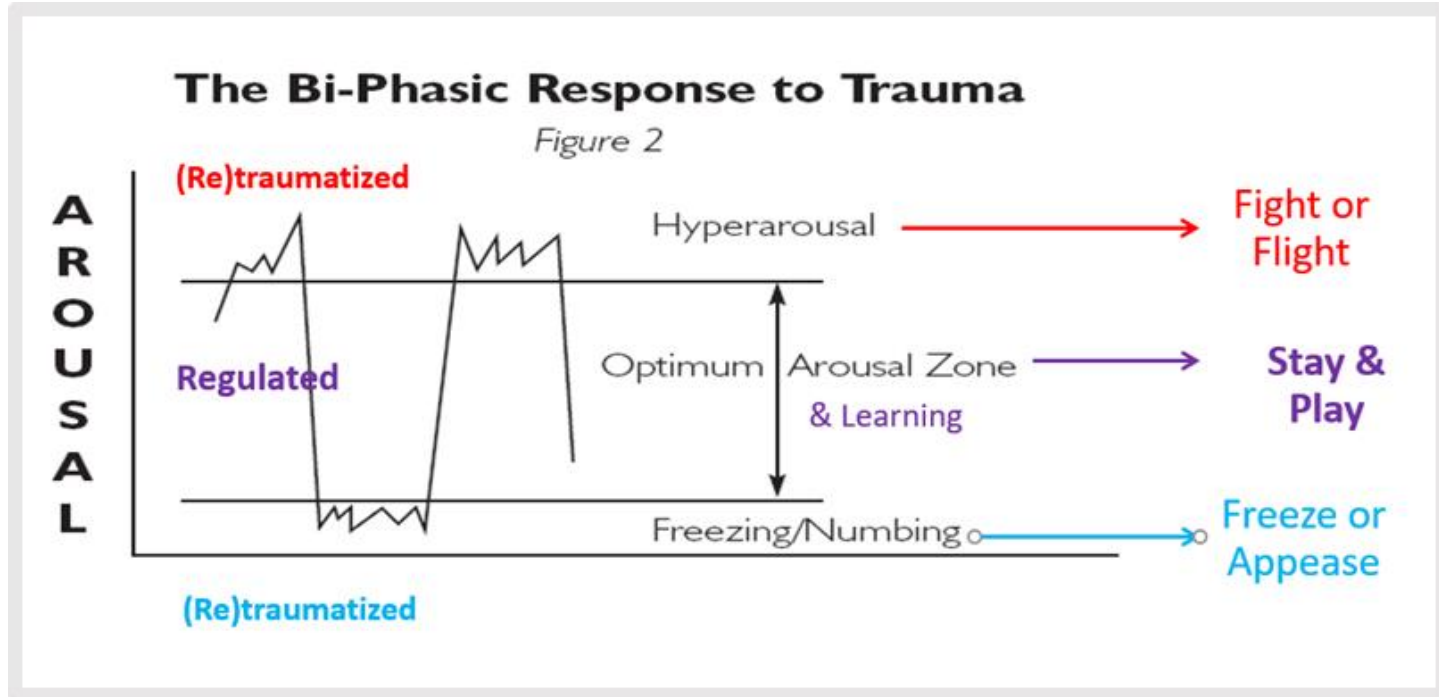 The Bi-Phasic Response to Trauma
Figure 2
(Re)traumatized
AROUSAL
Hyperarousal
Fight or
Flight
Regulated
Optimum Arousal Zone
& Learning
Stay &
Play
Freezing/Numbing
Freeze or
Appease
(Re)traumatized